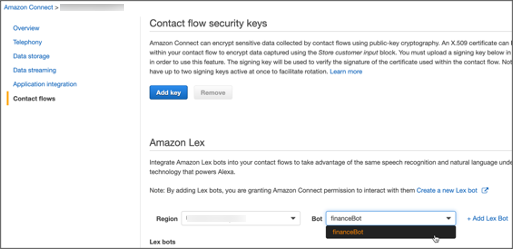 Amazon Connect >
Overview
Telephony
Data storage
Data streaming
Application integration
Contact flows
Contact flow security keys
Amazon Connect can encrypt sensitive data collected by contact flows using public-key cryptography. An X.509 certificate can
within your contact flow to encrypt data captured using the Store customer input block. You must upload a signing key below in
in order to use this feature. The signing key will be used to verify the signature of the certificate used within the contact flow. Not
have up to two signing keys active at once to facilitate rotation. Learn more
Add key
Remove
Amazon Lex
Integrate Amazon Lex bots into your contact flows to take advantage of the same speech recognition and natural language unde
technology that powers Alexa.
Note: By adding Lex bots, you are granting Amazon Connect permission to interact with them Create a new Lex bot
Region
Bot financeBot + Add Lex Bot
financeBot
Lex bots